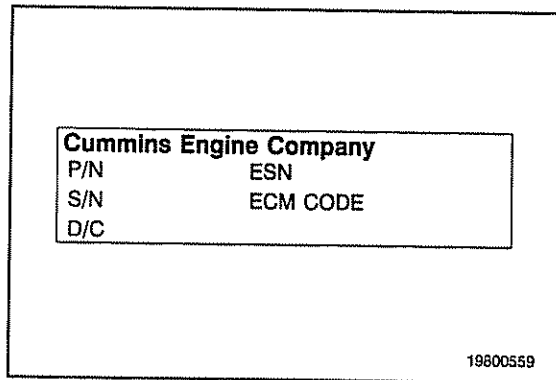 Cummins Engine Company
P/N ESN
S/N ECM CODE
D/C
19800559